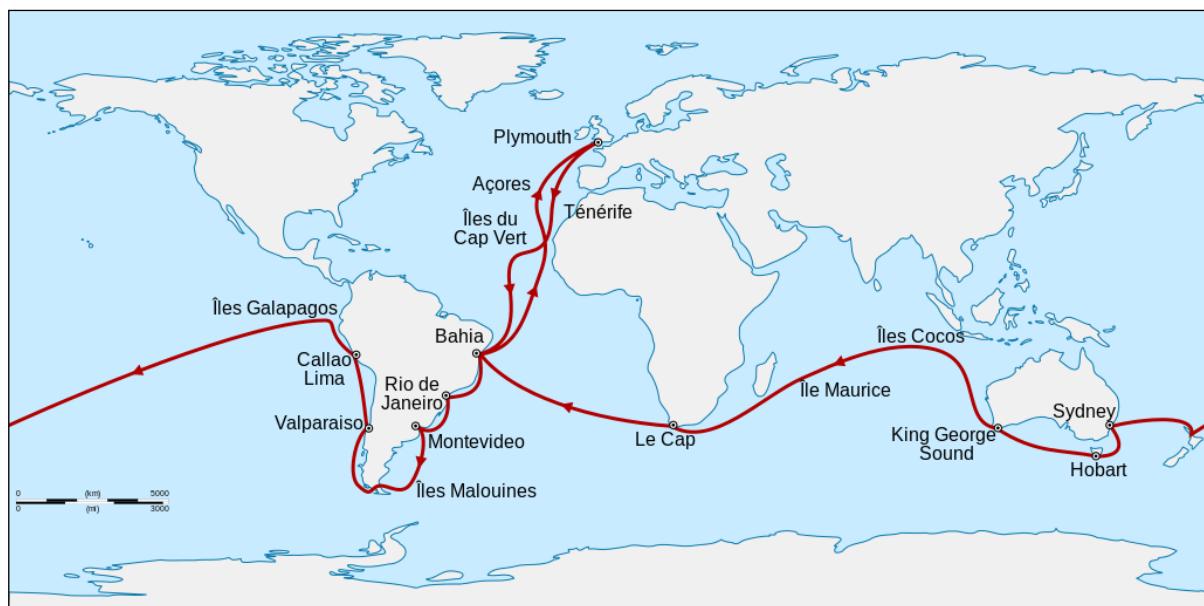 Plymouth
Açores
Ténérife
Îles du
Cap Vert
Îles Galapagos
Bahia
Îles Cocos
Callao
Lima
Rio de
Janeiro
Île Maurice
Valparaiso
Montevideo
Le Cap
Sydney
King George
Sound
Hobart
Îles Malouines
0 (km) 5000
0 (mi) 3000